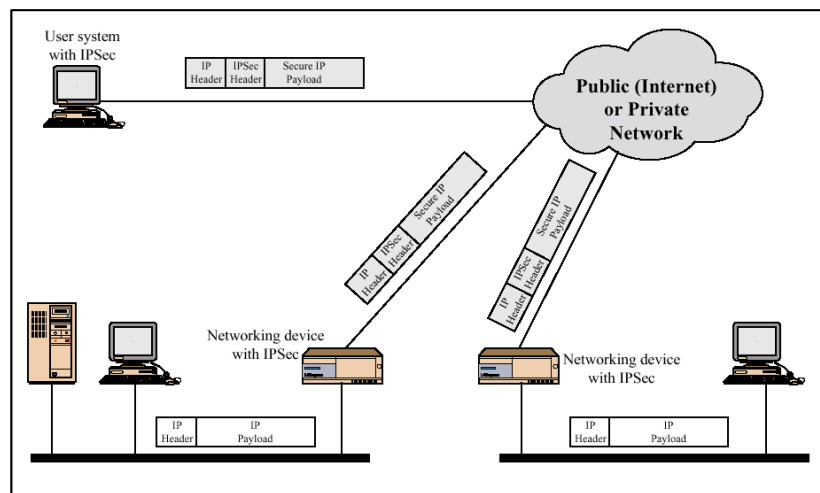 User system
with IPSec
IP
Header
IPSec
Header
Secure IP
Payload
Public (Internet)
or Private
Network
IP
Header
IPSec
Header
Secure IP
Payload
IP
Header
IPSec
Header
Secure IP
Payload
Networking device
with IPSec
Networking device
with IPSec
IP
Header
IP
Payload
IP
Header
IP
Payload